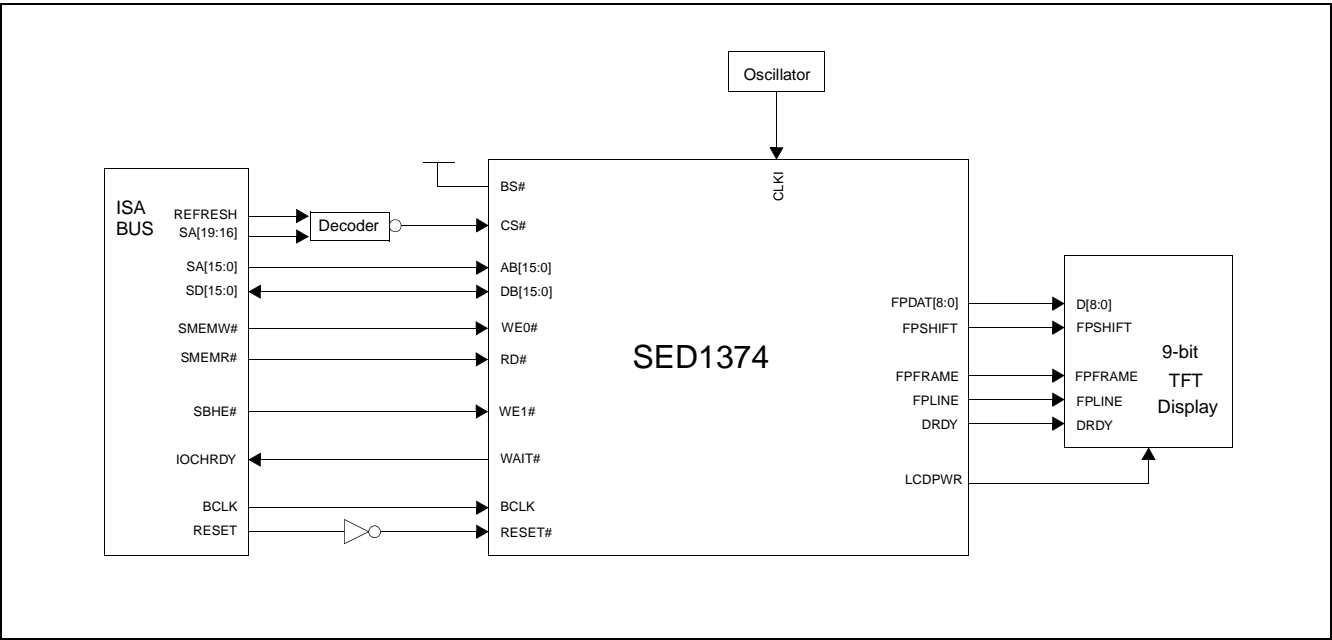 Oscillator
CLKI
ISA
BUS
REFRESH
SA[19:16]
SA[15:0]
SD[15:0]
SMEMW#
SMEMR#
SBHE#
IOCHRDY
BCLK
RESET
Decoder
BS#
CS#
AB[15:0]
DB[15:0]
WE0#
RD#
WE1#
WAIT#
BCLK
RESET#
SED1374
FPDAT[8:0]
FPSHIFT
FPFRAME
FPLINE
DRDY
LCDPWR
D[8:0]
FPSHIFT
FPFRAME
FPLINE
DRDY
9-bit
TFT
Display